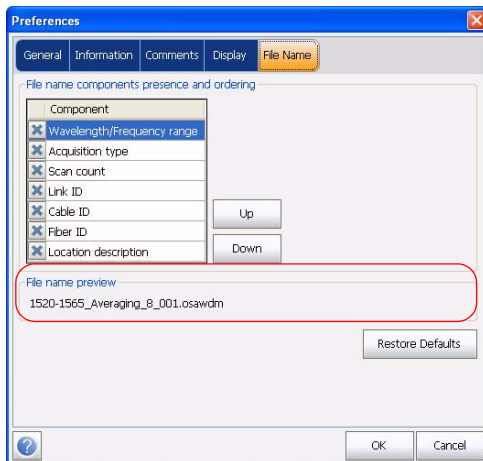 Preferences
General Information Comments Display File Name
File name components presence and ordering
Component
Wavelength/Frequency range
Acquisition type
Scan count
Link ID
Cable ID
Fiber ID
Location description
Up
Down
File name preview
1520-1565_Averaging_8_001.osawdm
Restore Defaults
?
OK Cancel